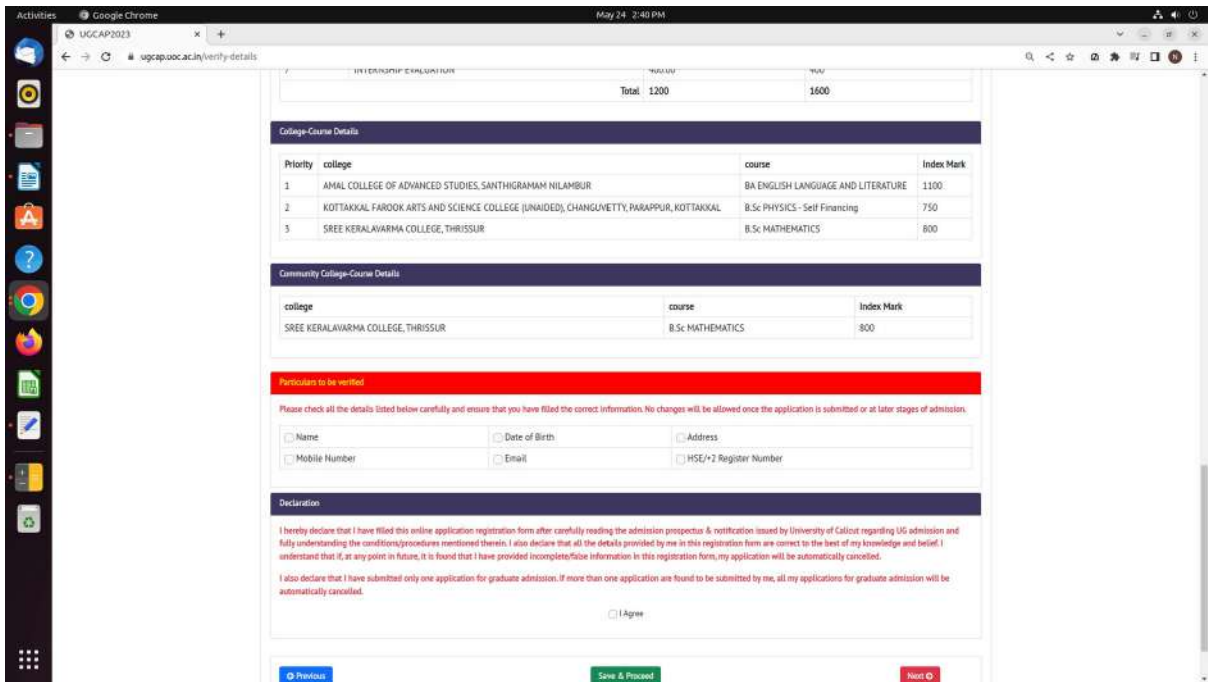 Activities Google Chrome May 24 2:40 PM
UGCAP2023
ugcap.uoc.ac.in/verify-details
7 INTERNSHIP EVALUATION 400.00 400
Total 1200 1600
College-Course Details
Priority college course Index Mark
1 AMAL COLLEGE OF ADVANCED STUDIES, SANTHIGRAMAM NILAMBUR BA ENGLISH LANGUAGE AND LITERATURE 1100
2 KOTTAKKAL FAROOK ARTS AND SCIENCE COLLEGE (UNAIDED), CHANGUVETTY, PARAPPUR, KOTTAKKAL B.Sc PHYSICS - Self Financing 750
3 SREE KERALAVARMA COLLEGE, THRISSUR B.Sc MATHEMATICS 800
Community College-Course Details
college course Index Mark
SREE KERALAVARMA COLLEGE, THRISSUR B.Sc MATHEMATICS 800
Particulars to be verified
Please check all the details listed below carefully and ensure that you have filled the correct information. No changes will be allowed once the application is submitted or at later stages of admission.
Name Date of Birth Address
Mobile Number Email HSE/+2 Register Number
Declaration
I hereby declare that I have filled this online application registration form after carefully reading the admission prospectus & notification issued by University of Calicut regarding UG admission and
fully understanding the conditions/procedures mentioned therein. I also declare that all the details provided by me in this registration form are correct to the best of my knowledge and belief. I
understand that if, at any point in future, it is found that I have provided incomplete/false information in this registration form, my application will be automatically cancelled.
I also declare that I have submitted only one application for graduate admission. If more than one application are found to be submitted by me, all my applications for graduate admission will be
automatically cancelled.
I Agree
Previous Save & Proceed Next